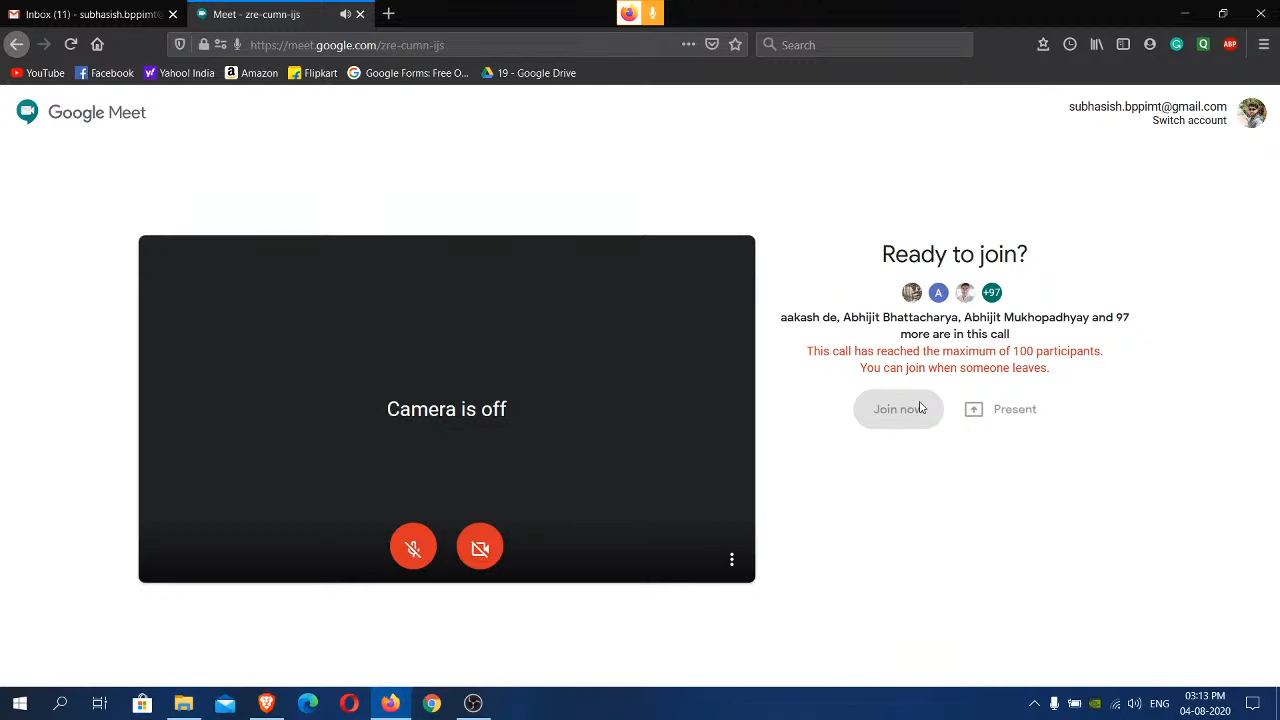 Inbox (11) - subhasish.bppimt@
Meet - zre-cumn-ijs
https://meet.google.com/zre-cumn-ijs
Search
YouTube
Facebook
Yahoo! India
Amazon
Flipkart
Google Forms: Free O...
19 - Google Drive
Google Meet
subhasish.bppimt@gmail.com
Switch account
Ready to join?
A
+97
aakash de, Abhijit Bhattacharya, Abhijit Mukhopadhyay and 97
more are in this call
This call has reached the maximum of 100 participants.
You can join when someone leaves.
Join now
Present
Camera is off
ENG
03:13 PM
04-08-2020
ABP